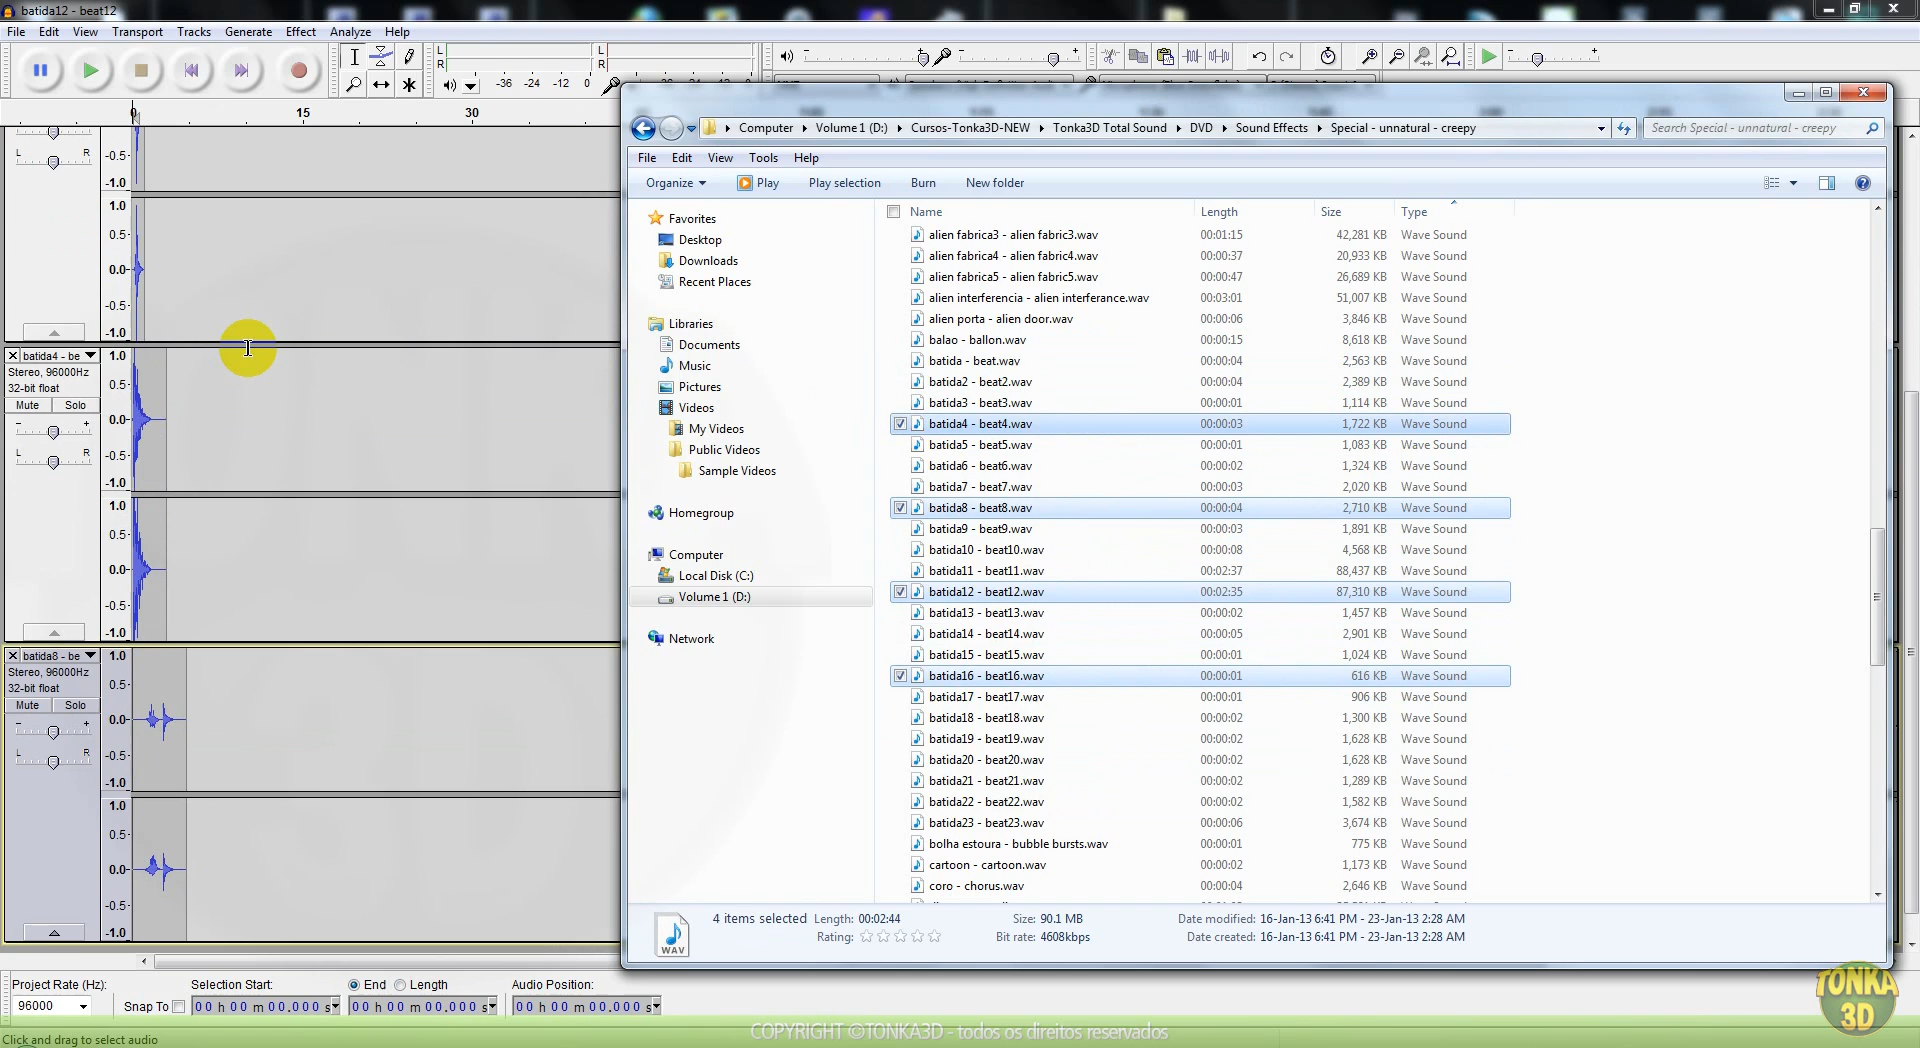 batida12 - beat12
File Edit View Transport Tracks Generate Effect Analyze Help
L R L R
-36 -24 -12 0
0 15 30
-0.5
-1.0
L R
1.0
0.5
0.0
-0.5
-1.0
batida4 - be
Stereo, 96000Hz
32-bit float
Mute Solo
- +
L R
1.0
0.5
0.0
-0.5
-1.0
1.0
0.5
0.0
-0.5
-1.0
batida8 - be
Stereo, 96000Hz
32-bit float
Mute Solo
- +
L R
1.0
0.5
0.0
-0.5
-1.0
1.0
0.5
0.0
-0.5
-1.0
Project Rate (Hz):
96000
Snap To
Selection Start:
00 h 00 m 00.000 s
End Length
00 h 00 m 00.000 s
Audio Position:
00 h 00 m 00.000 s
Click and drag to select audio
Computer Volume1 (D:) Cursos-Tonka3D-NEW Tonka3D Total Sound DVD Sound Effects Special - unnatural - creepy
Search Special - unnatural - creepy
File Edit View Tools Help
Organize Play Play selection Burn New folder
Favorites
Desktop
Downloads
Recent Places
Libraries
Documents
Music
Pictures
Videos
My Videos
Public Videos
Sample Videos
Homegroup
Computer
Local Disk (C:)
Volume1 (D:)
Network
Name Length Size Type
alien fabrica3 - alien fabric3.wav 00:01:15 42,281 KB Wave Sound
alien fabrica4 - alien fabric4.wav 00:00:37 20,933 KB Wave Sound
alien fabrica5 - alien fabric5.wav 00:00:47 26,689 KB Wave Sound
alien interferencia - alien interferance.wav 00:03:01 51,007 KB Wave Sound
alien porta - alien door.wav 00:00:06 3,846 KB Wave Sound
balao - ballon.wav 00:00:15 8,618 KB Wave Sound
batida - beat.wav 00:00:04 2,563 KB Wave Sound
batida2 - beat2.wav 00:00:04 2,389 KB Wave Sound
batida3 - beat3.wav 00:00:01 1,114 KB Wave Sound
batida4 - beat4.wav 00:00:03 1,722 KB Wave Sound
batida5 - beat5.wav 00:00:01 1,083 KB Wave Sound
batida6 - beat6.wav 00:00:02 1,324 KB Wave Sound
batida7 - beat7.wav 00:00:03 2,020 KB Wave Sound
batida8 - beat8.wav 00:00:04 2,710 KB Wave Sound
batida9 - beat9.wav 00:00:03 1,891 KB Wave Sound
batida10 - beat10.wav 00:00:08 4,568 KB Wave Sound
batida11 - beat11.wav 00:02:37 88,437 KB Wave Sound
batida12 - beat12.wav 00:02:35 87,310 KB Wave Sound
batida13 - beat13.wav 00:00:02 1,457 KB Wave Sound
batida14 - beat14.wav 00:00:05 2,901 KB Wave Sound
batida15 - beat15.wav 00:00:01 1,024 KB Wave Sound
batida16 - beat16.wav 00:00:01 616 KB Wave Sound
batida17 - beat17.wav 00:00:01 906 KB Wave Sound
batida18 - beat18.wav 00:00:02 1,300 KB Wave Sound
batida19 - beat19.wav 00:00:02 1,628 KB Wave Sound
batida20 - beat20.wav 00:00:02 1,628 KB Wave Sound
batida21 - beat21.wav 00:00:02 1,289 KB Wave Sound
batida22 - beat22.wav 00:00:02 1,582 KB Wave Sound
batida23 - beat23.wav 00:00:06 3,674 KB Wave Sound
bolha estoura - bubble bursts.wav 00:00:01 775 KB Wave Sound
cartoon - cartoon.wav 00:00:02 1,173 KB Wave Sound
coro - chorus.wav 00:00:04 2,646 KB Wave Sound
WAV
4 items selected Length: 00:02:44 Size: 90.1 MB Date modified: 16-Jan-13 6:41 PM - 23-Jan-13 2:28 AM
Rating: Bit rate: 4608kbps Date created: 16-Jan-13 6:41 PM - 23-Jan-13 2:28 AM
TONKA
3D
COPYRIGHT ©TONKA3D - todos os direitos reservados